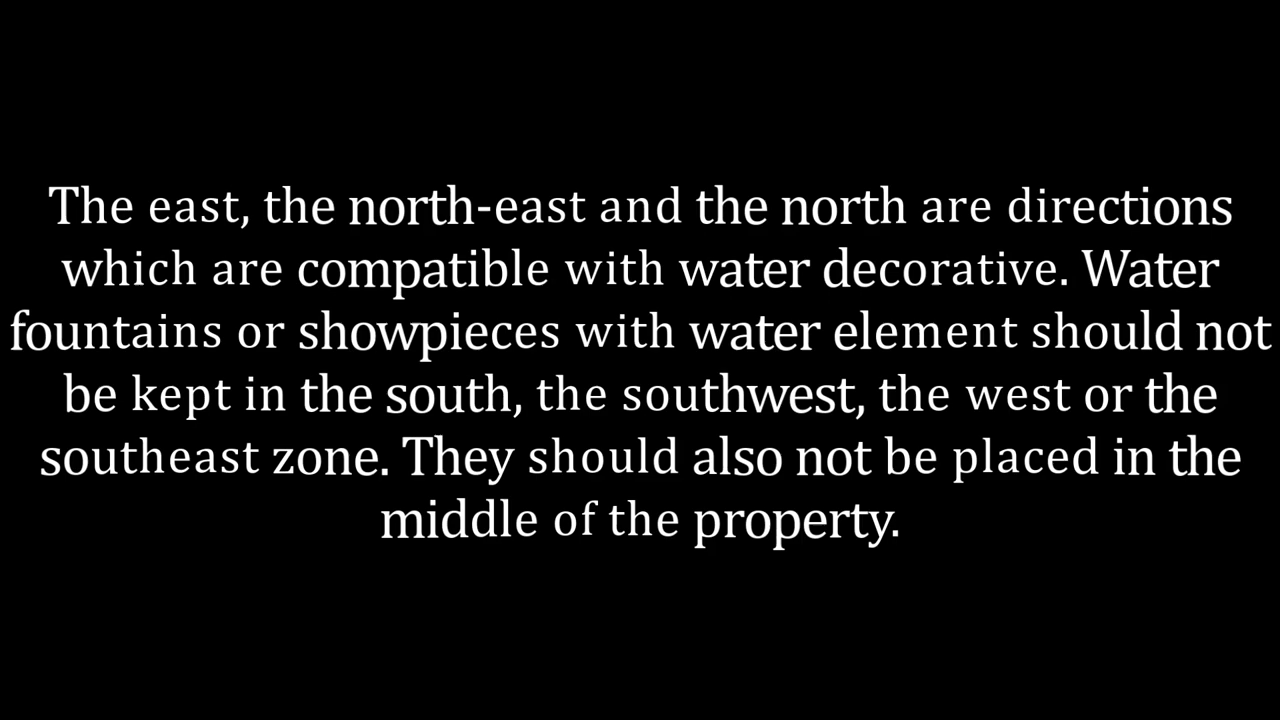 The east, the north-east and the north are directions
which are compatible with water decorative. Water
fountains or showpieces with water element should not
be kept in the south, the southwest, the west or the
southeast zone. They should also not be placed in the
middle of the property.